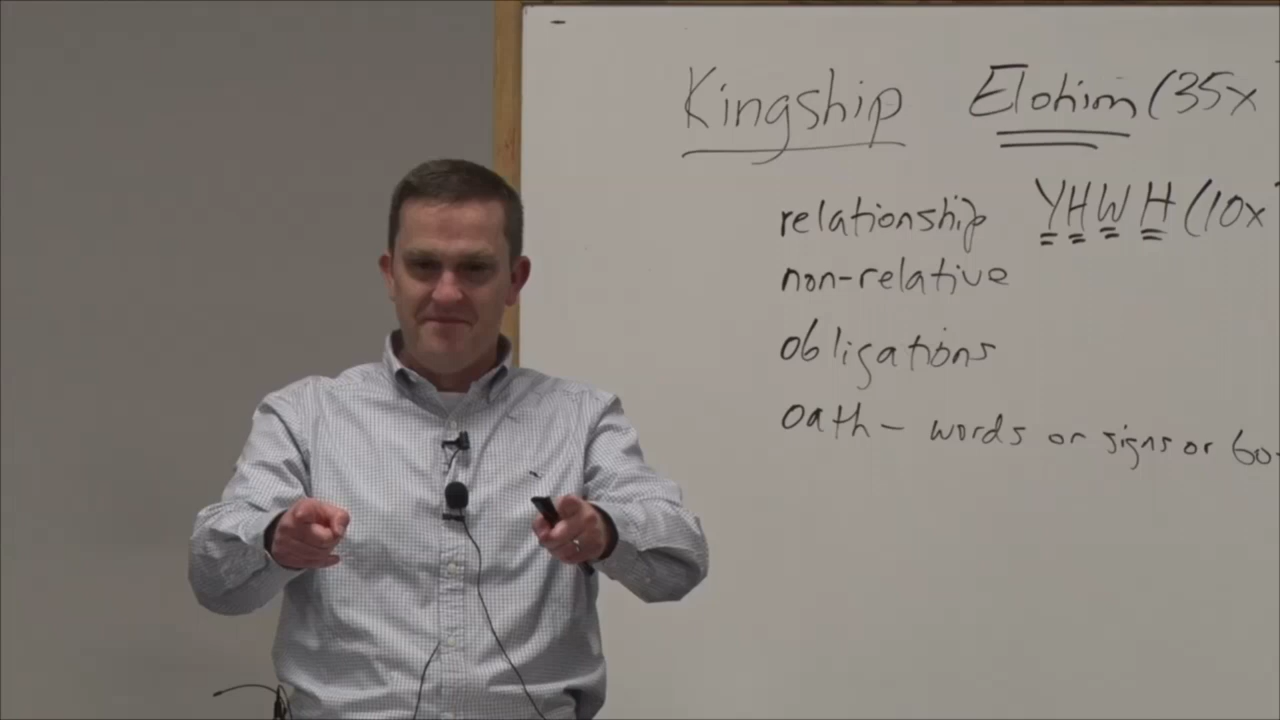 Kingship Elohim (35x
relationship YHWH (10x
non-relative
obligations
oath – words or signs or